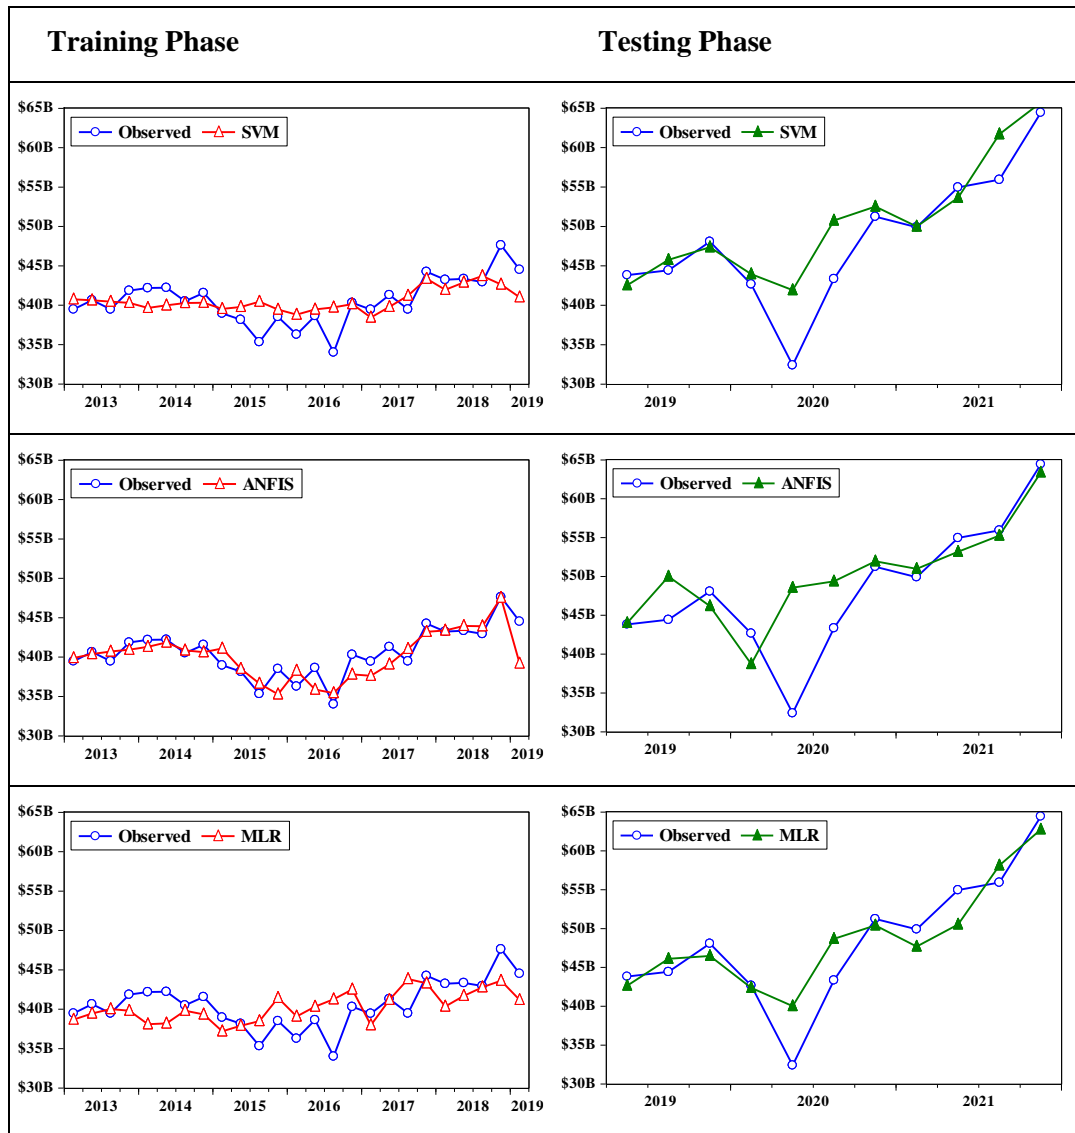 Training Phase
Testing Phase
$65B
$60B
$55B
$50B
$45B
$40B
$35B
$30B
Observed SVM
2013 2014 2015 2016 2017 2018 2019
$65B
$60B
$55B
$50B
$45B
$40B
$35B
$30B
Observed SVM
2019 2020 2021
$65B
$60B
$55B
$50B
$45B
$40B
$35B
$30B
Observed ANFIS
2013 2014 2015 2016 2017 2018 2019
$65B
$60B
$55B
$50B
$45B
$40B
$35B
$30B
Observed ANFIS
2019 2020 2021
$65B
$60B
$55B
$50B
$45B
$40B
$35B
$30B
Observed MLR
2013 2014 2015 2016 2017 2018 2019
$65B
$60B
$55B
$50B
$45B
$40B
$35B
$30B
Observed MLR
2019 2020 2021